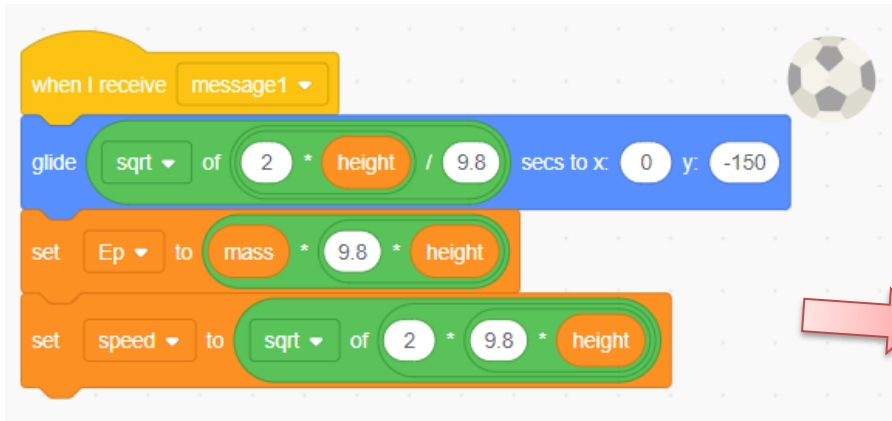 when I receive message1
glide sqrt of 2 * height / 9.8 secs to x: 0 y: -150
set Ep to mass * 9.8 * height
set speed to sqrt of 2 * 9.8 * height